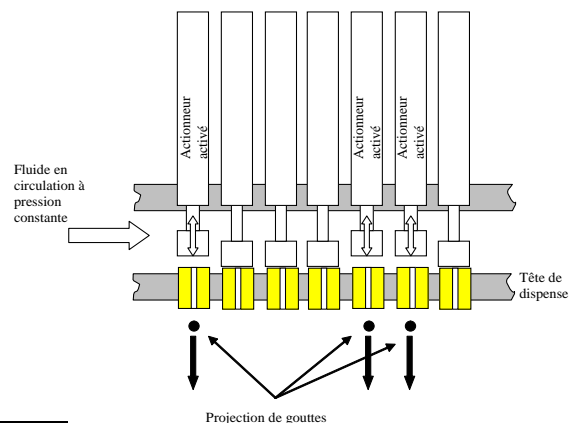 Actionneur
activé
Actionneur
activé
Actionneur
activé
Fluide en
circulation à
pression
constante
Tête de
dispense
Projection de gouttes